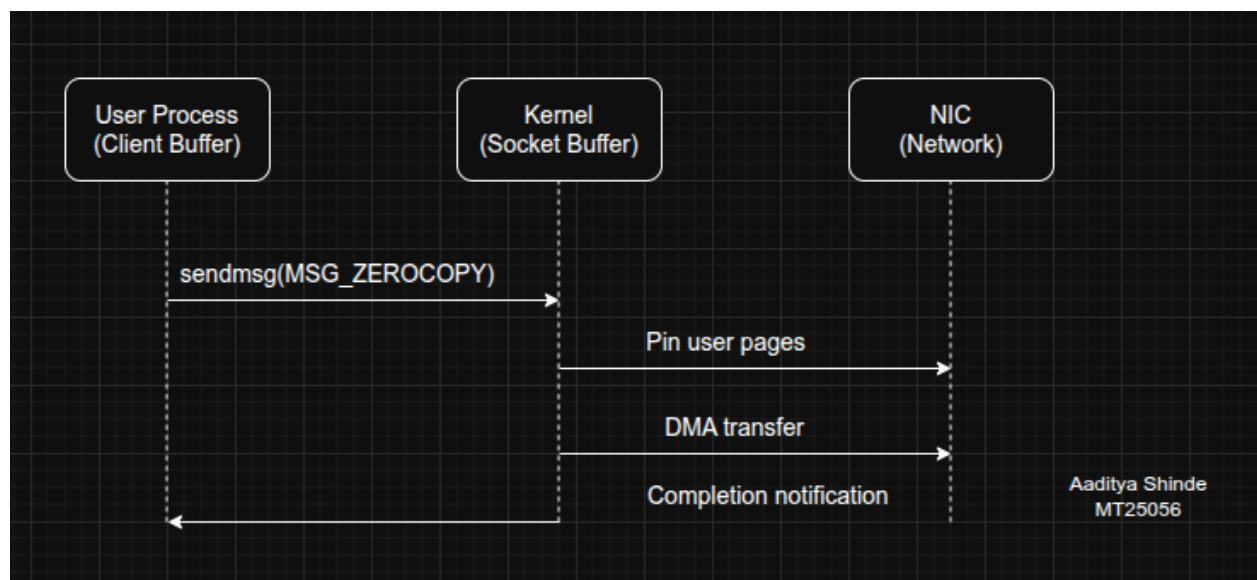 User Process
(Client Buffer)
Kernel
(Socket Buffer)
NIC
(Network)
sendmsg(MSG_ZEROCOPY)
Pin user pages
DMA transfer
Completion notification
Aaditya Shinde
MT25056